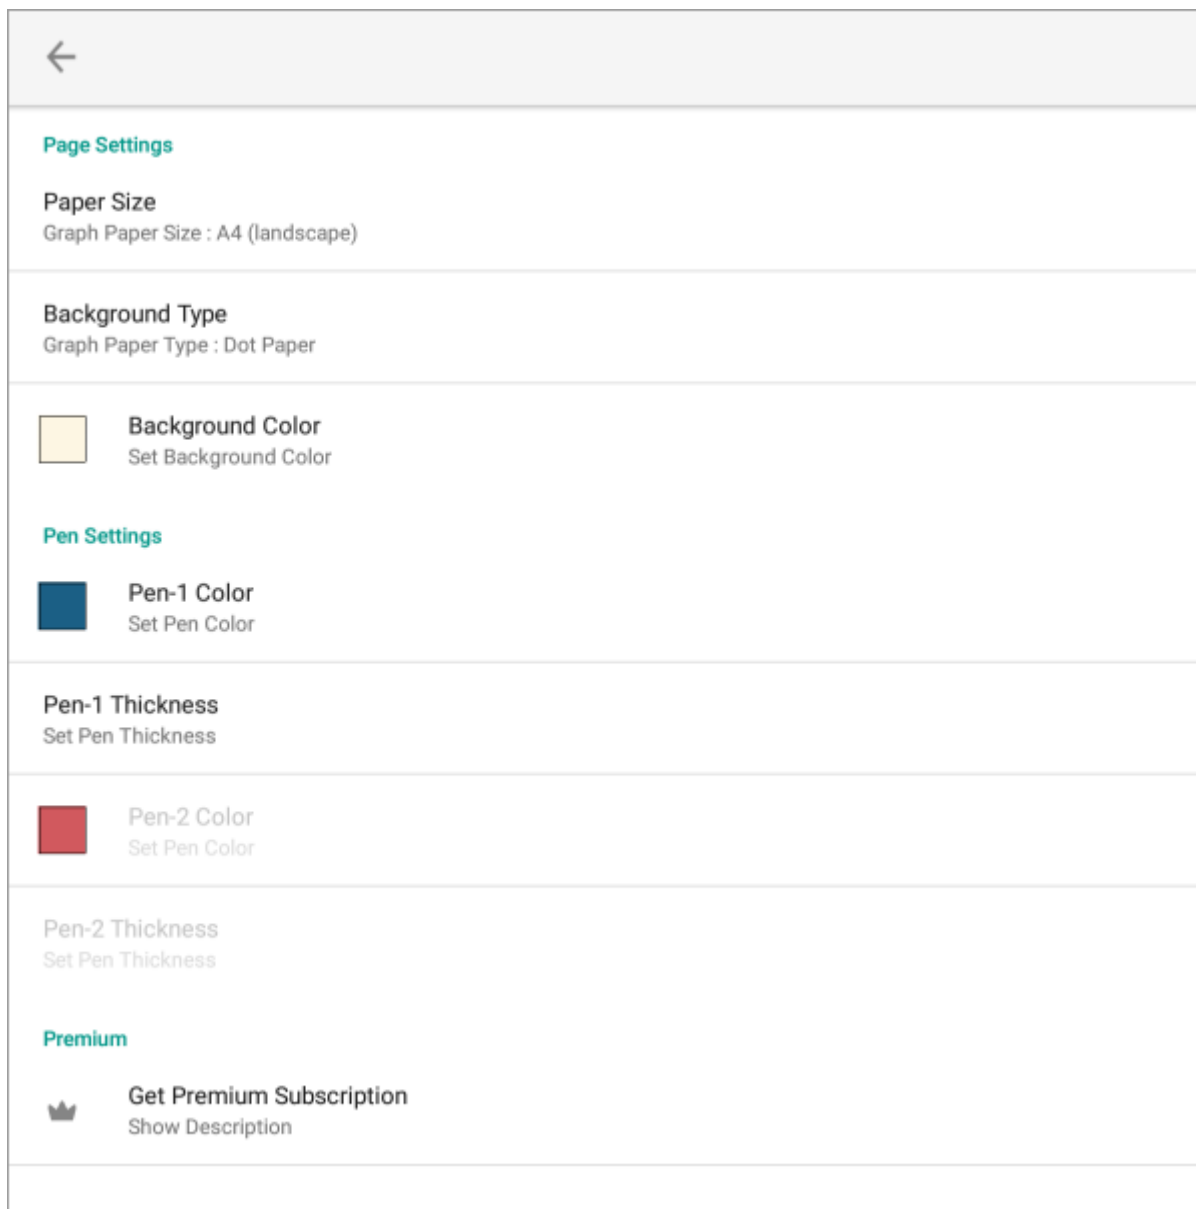 Page Settings
Paper Size
Graph Paper Size : A4 (landscape)
Background Type
Graph Paper Type : Dot Paper
Background Color
Set Background Color
Pen Settings
Pen-1 Color
Set Pen Color
Pen-1 Thickness
Set Pen Thickness
Pen-2 Color
Set Pen Color
Pen-2 Thickness
Set Pen Thickness
Premium
Get Premium Subscription
Show Description